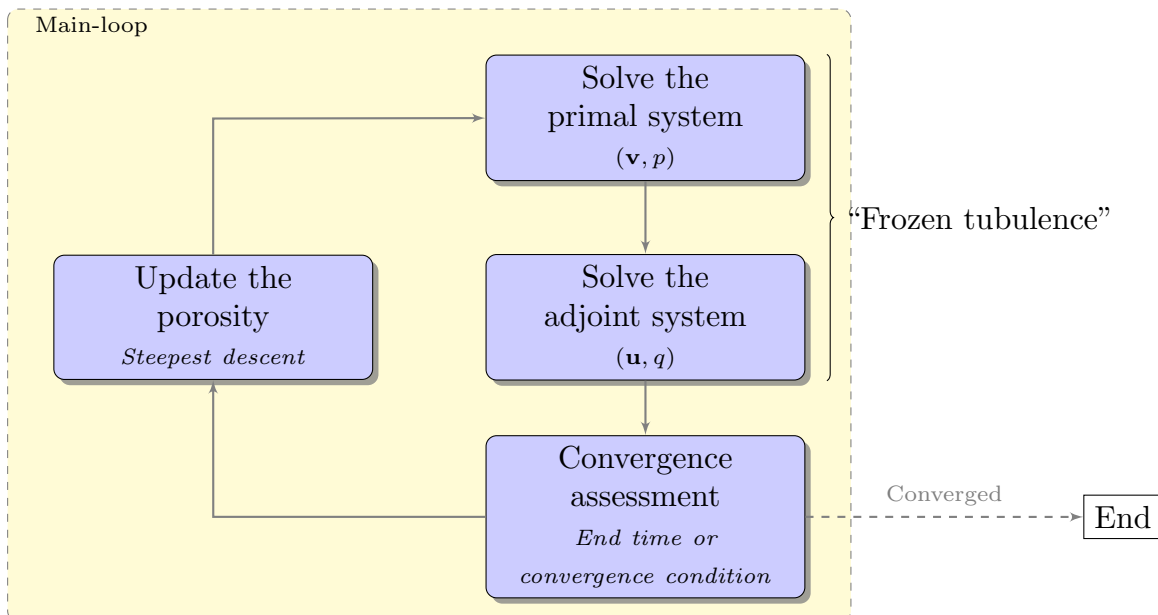 Main-loop
Solve the
primal system
(v, p)
“Frozen tubulence”
Update the
porosity
Steepest descent
Solve the
adjoint system
(u, q)
Convergence
assessment
End time or
convergence condition
Converged
End